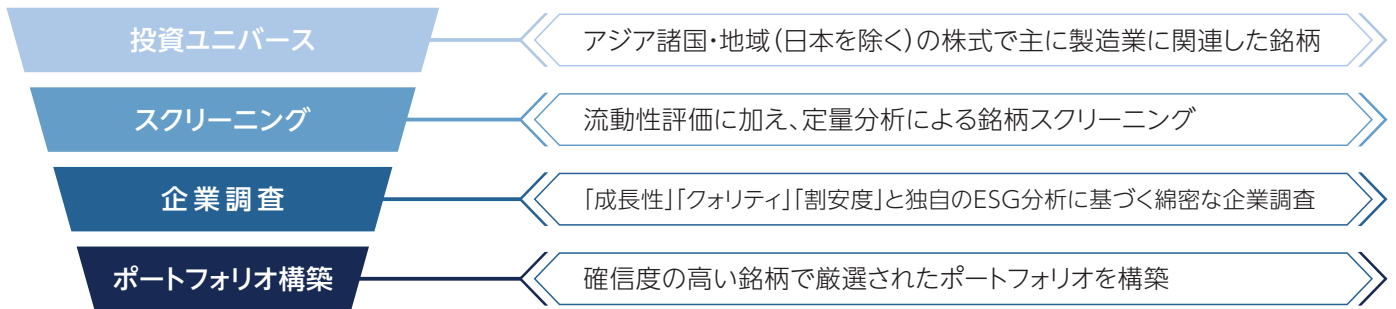 投資ユニバース
アジア諸国・地域（日本を除く）の株式で主に製造業に関連した銘柄
スクリーニング
流動性評価に加え、定量分析による銘柄スクリーニング
企業調査
「成長性」「クォリティ」「割安度」と独自のESG分析に基づく綿密な企業調査
ポートフォリオ構築
確信度の高い銘柄で厳選されたポートフォリオを構築